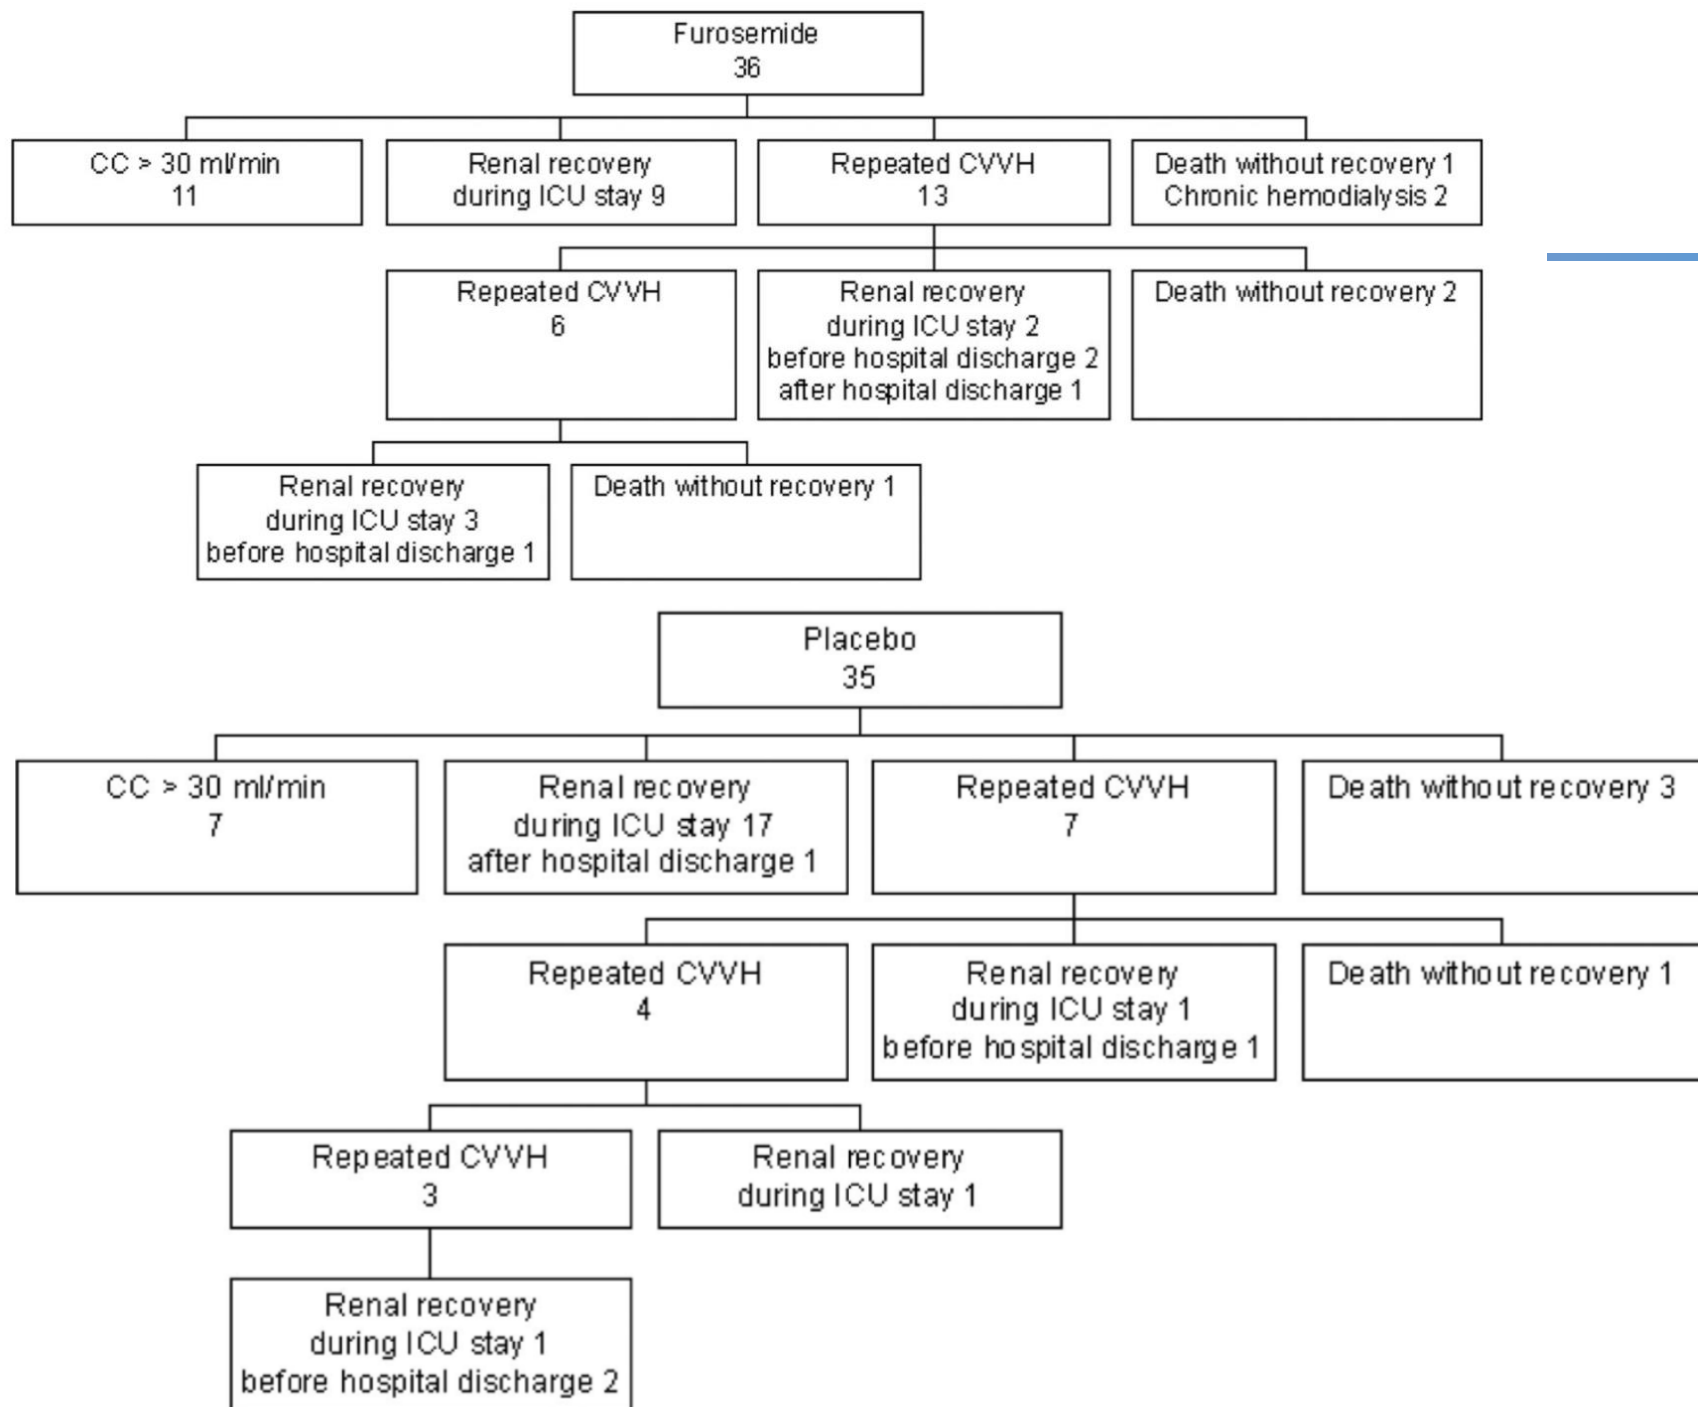 Furosemide
36
CC > 30 ml/min
11
Renal recovery
during ICU stay 9
Repeated CVVH
13
Death without recovery 1
Chronic hemodialysis 2
Repeated CVVH
6
Renal recovery
during ICU stay 2
before hospital discharge 2
after hospital discharge 1
Death without recovery 2
Renal recovery
during ICU stay 3
before hospital discharge 1
Death without recovery 1
Placebo
35
CC > 30 ml/min
7
Renal recovery
during ICU stay 17
after hospital discharge 1
Repeated CVVH
7
Death without recovery 3
Repeated CVVH
4
Renal recovery
during ICU stay 1
before hospital discharge 1
Death without recovery 1
Repeated CVVH
3
Renal recovery
during ICU stay 1
Renal recovery
during ICU stay 1
before hospital discharge 2